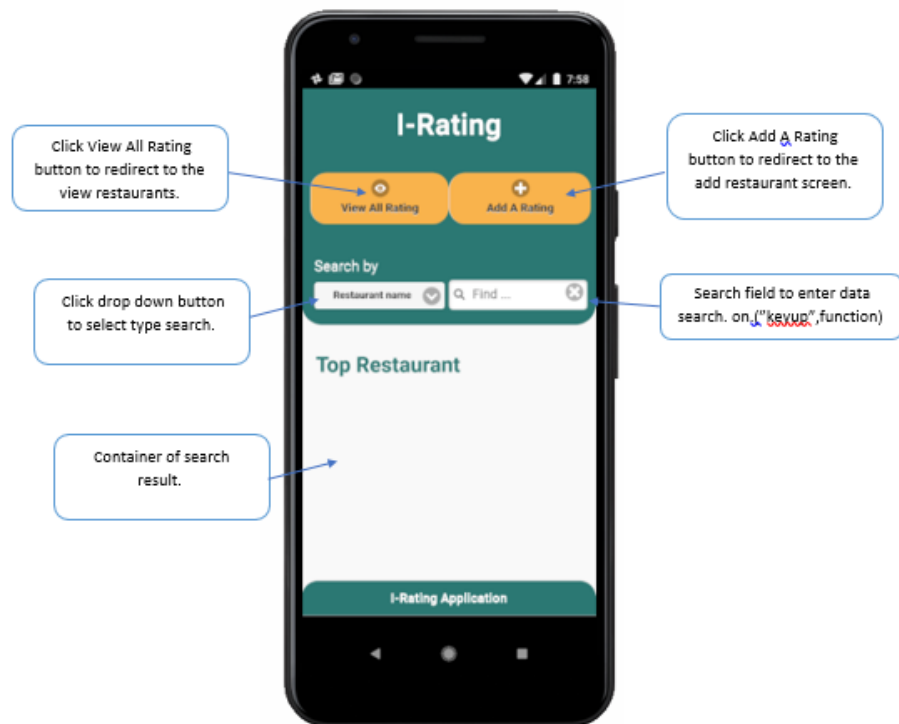 7:58
I-Rating
Click View All Rating
button to redirect to the
view restaurants.
Click Add A Rating
button to redirect to the
add restaurant screen.
View All Rating
Add A Rating
Search by
Restaurant name
Find ...
Click drop down button
to select type search.
Search field to enter data
search. on.("keyup",function)
Top Restaurant
Container of search
result.
I-Rating Application